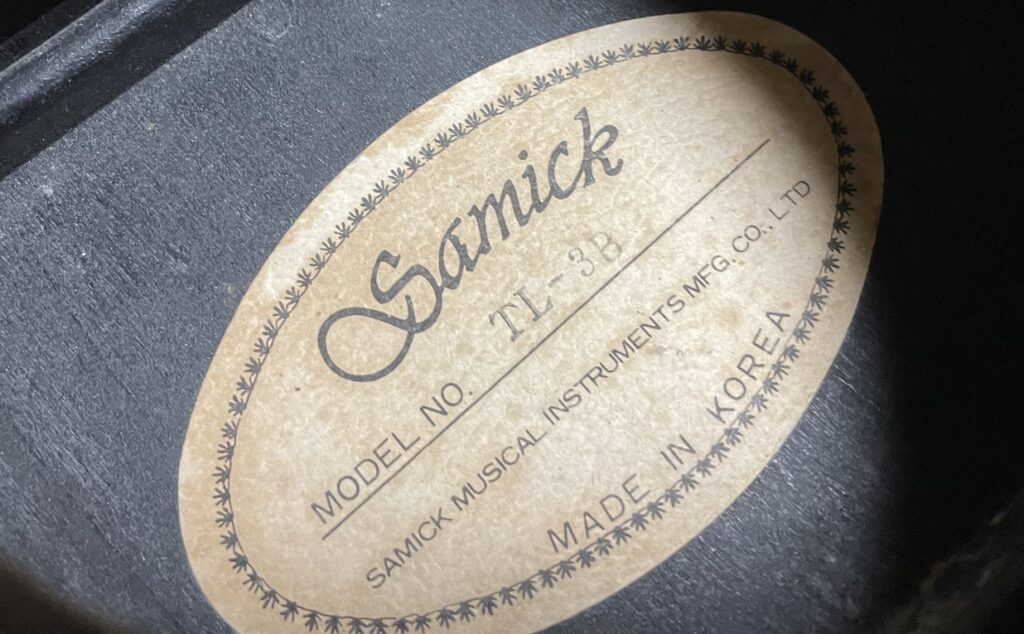 Samick
MODEL NO. TL-3B
SAMICK MUSICAL INSTRUMENTS MFG. CO., LTD
MADE IN KOREA